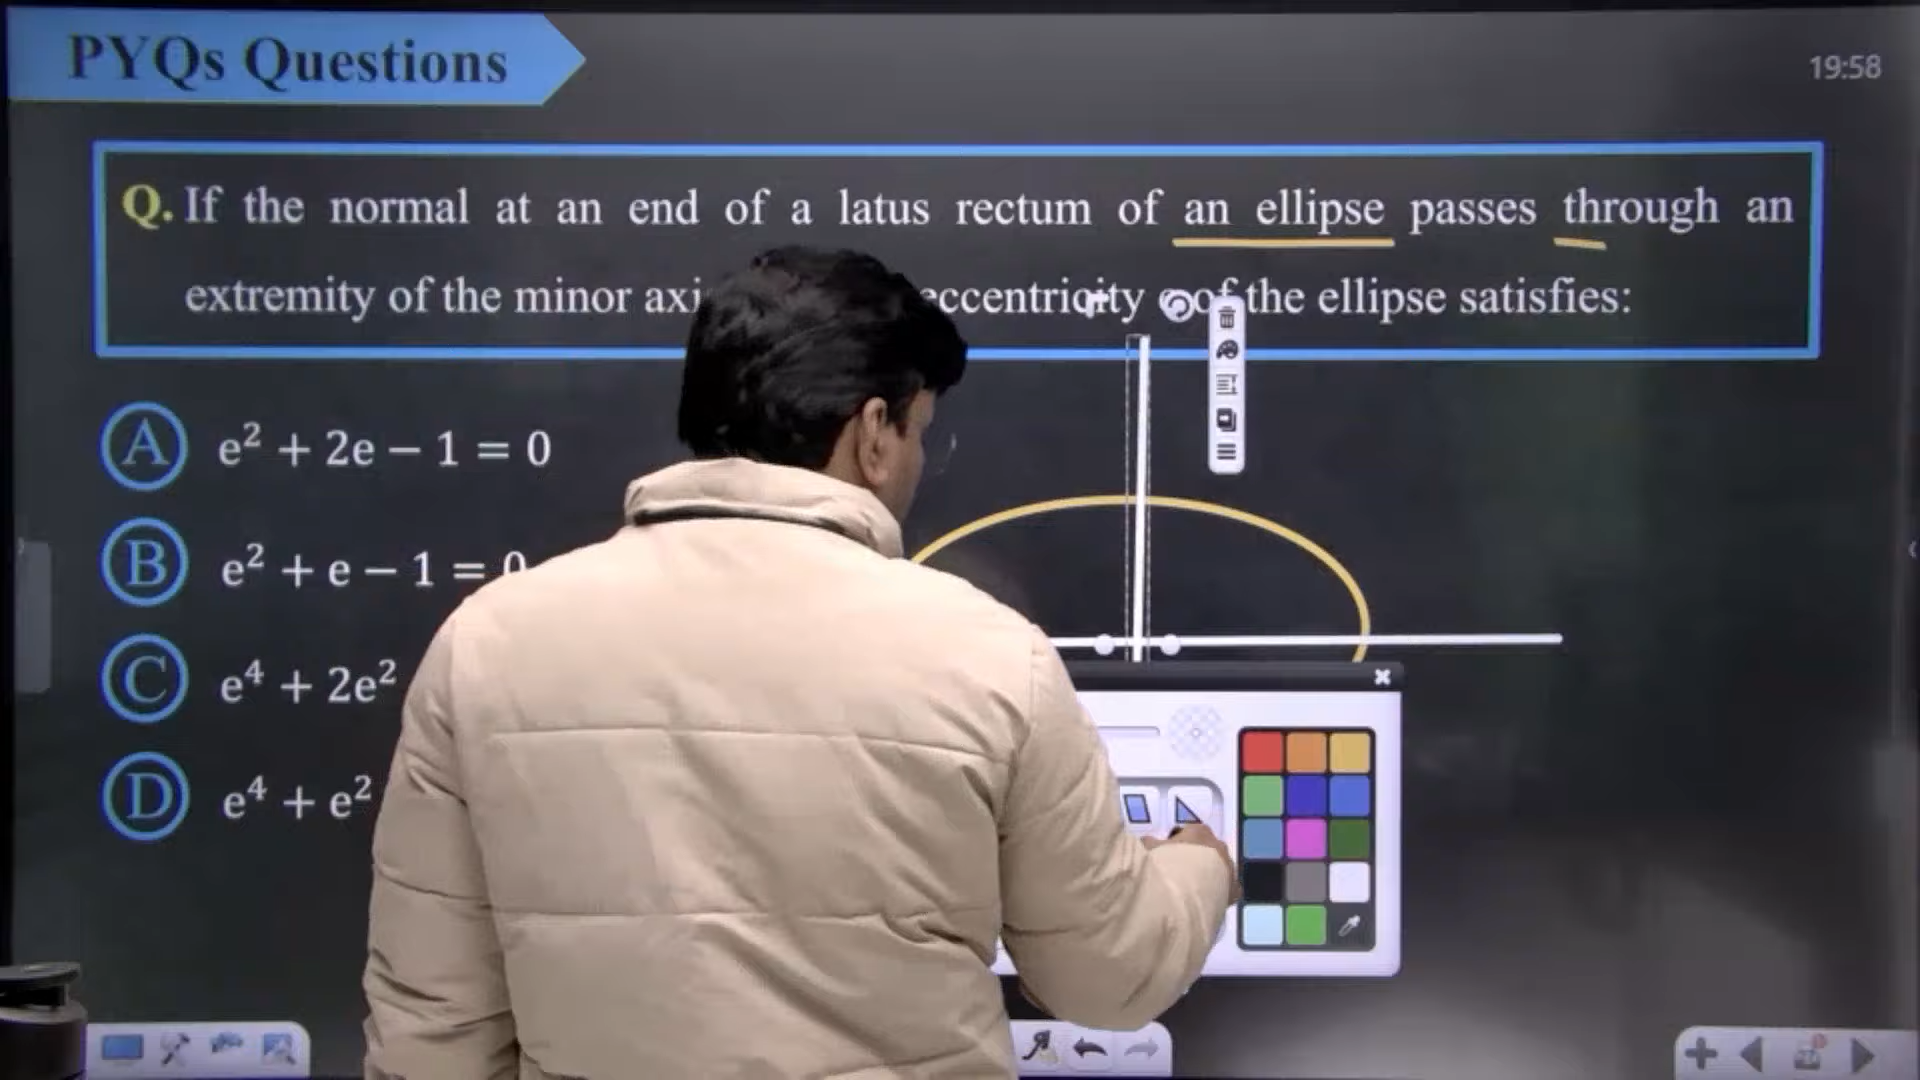 PYQs Questions
19:58
Q. If the normal at an end of a latus rectum of an ellipse passes through an
extremity of the minor eccentricity of the ellipse satisfies:
A e² + 2e − 1 = 0
B e² + e − 1 = 0
C e⁴ + 2e²
D e⁴ + e²